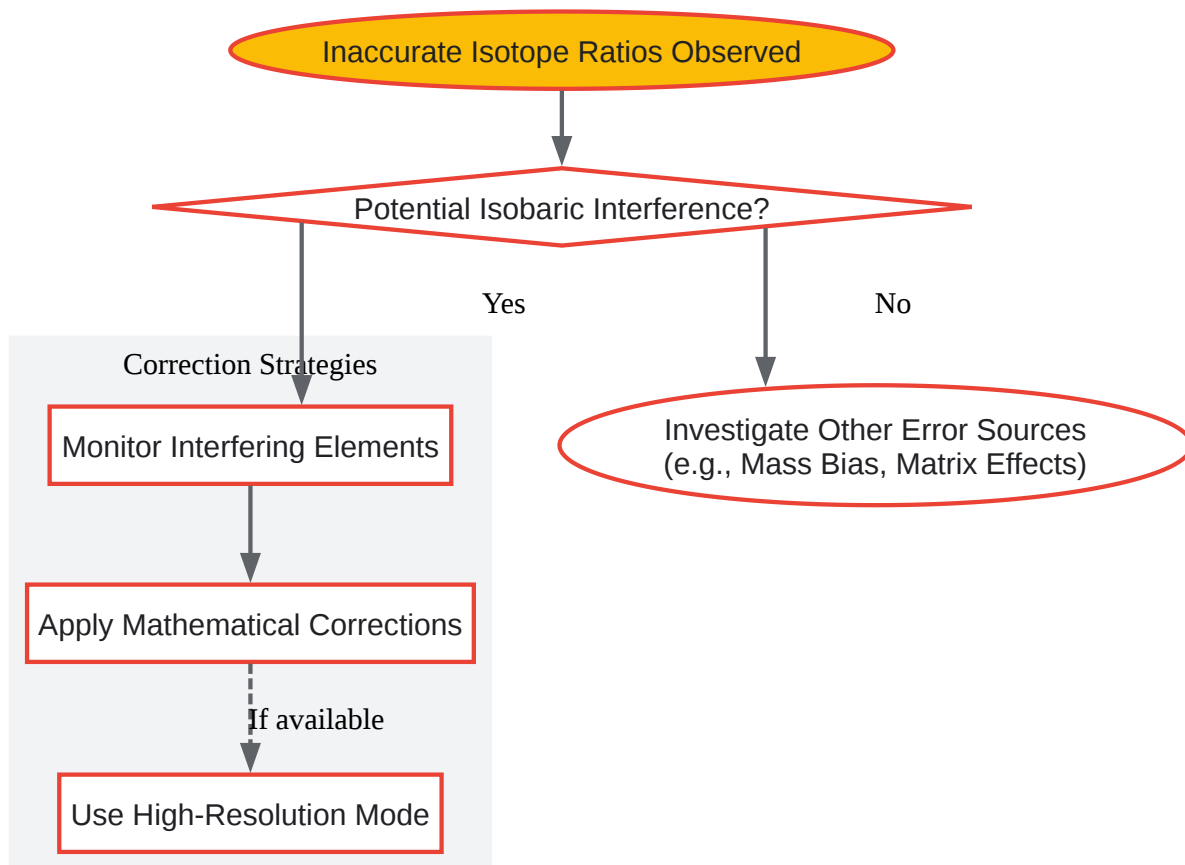 Inaccurate Isotope Ratios Observed
Potential Isobaric Interference?
Yes
No
Correction Strategies
Monitor Interfering Elements
Investigate Other Error Sources
(e.g., Mass Bias, Matrix Effects)
Apply Mathematical Corrections
If available
Use High-Resolution Mode